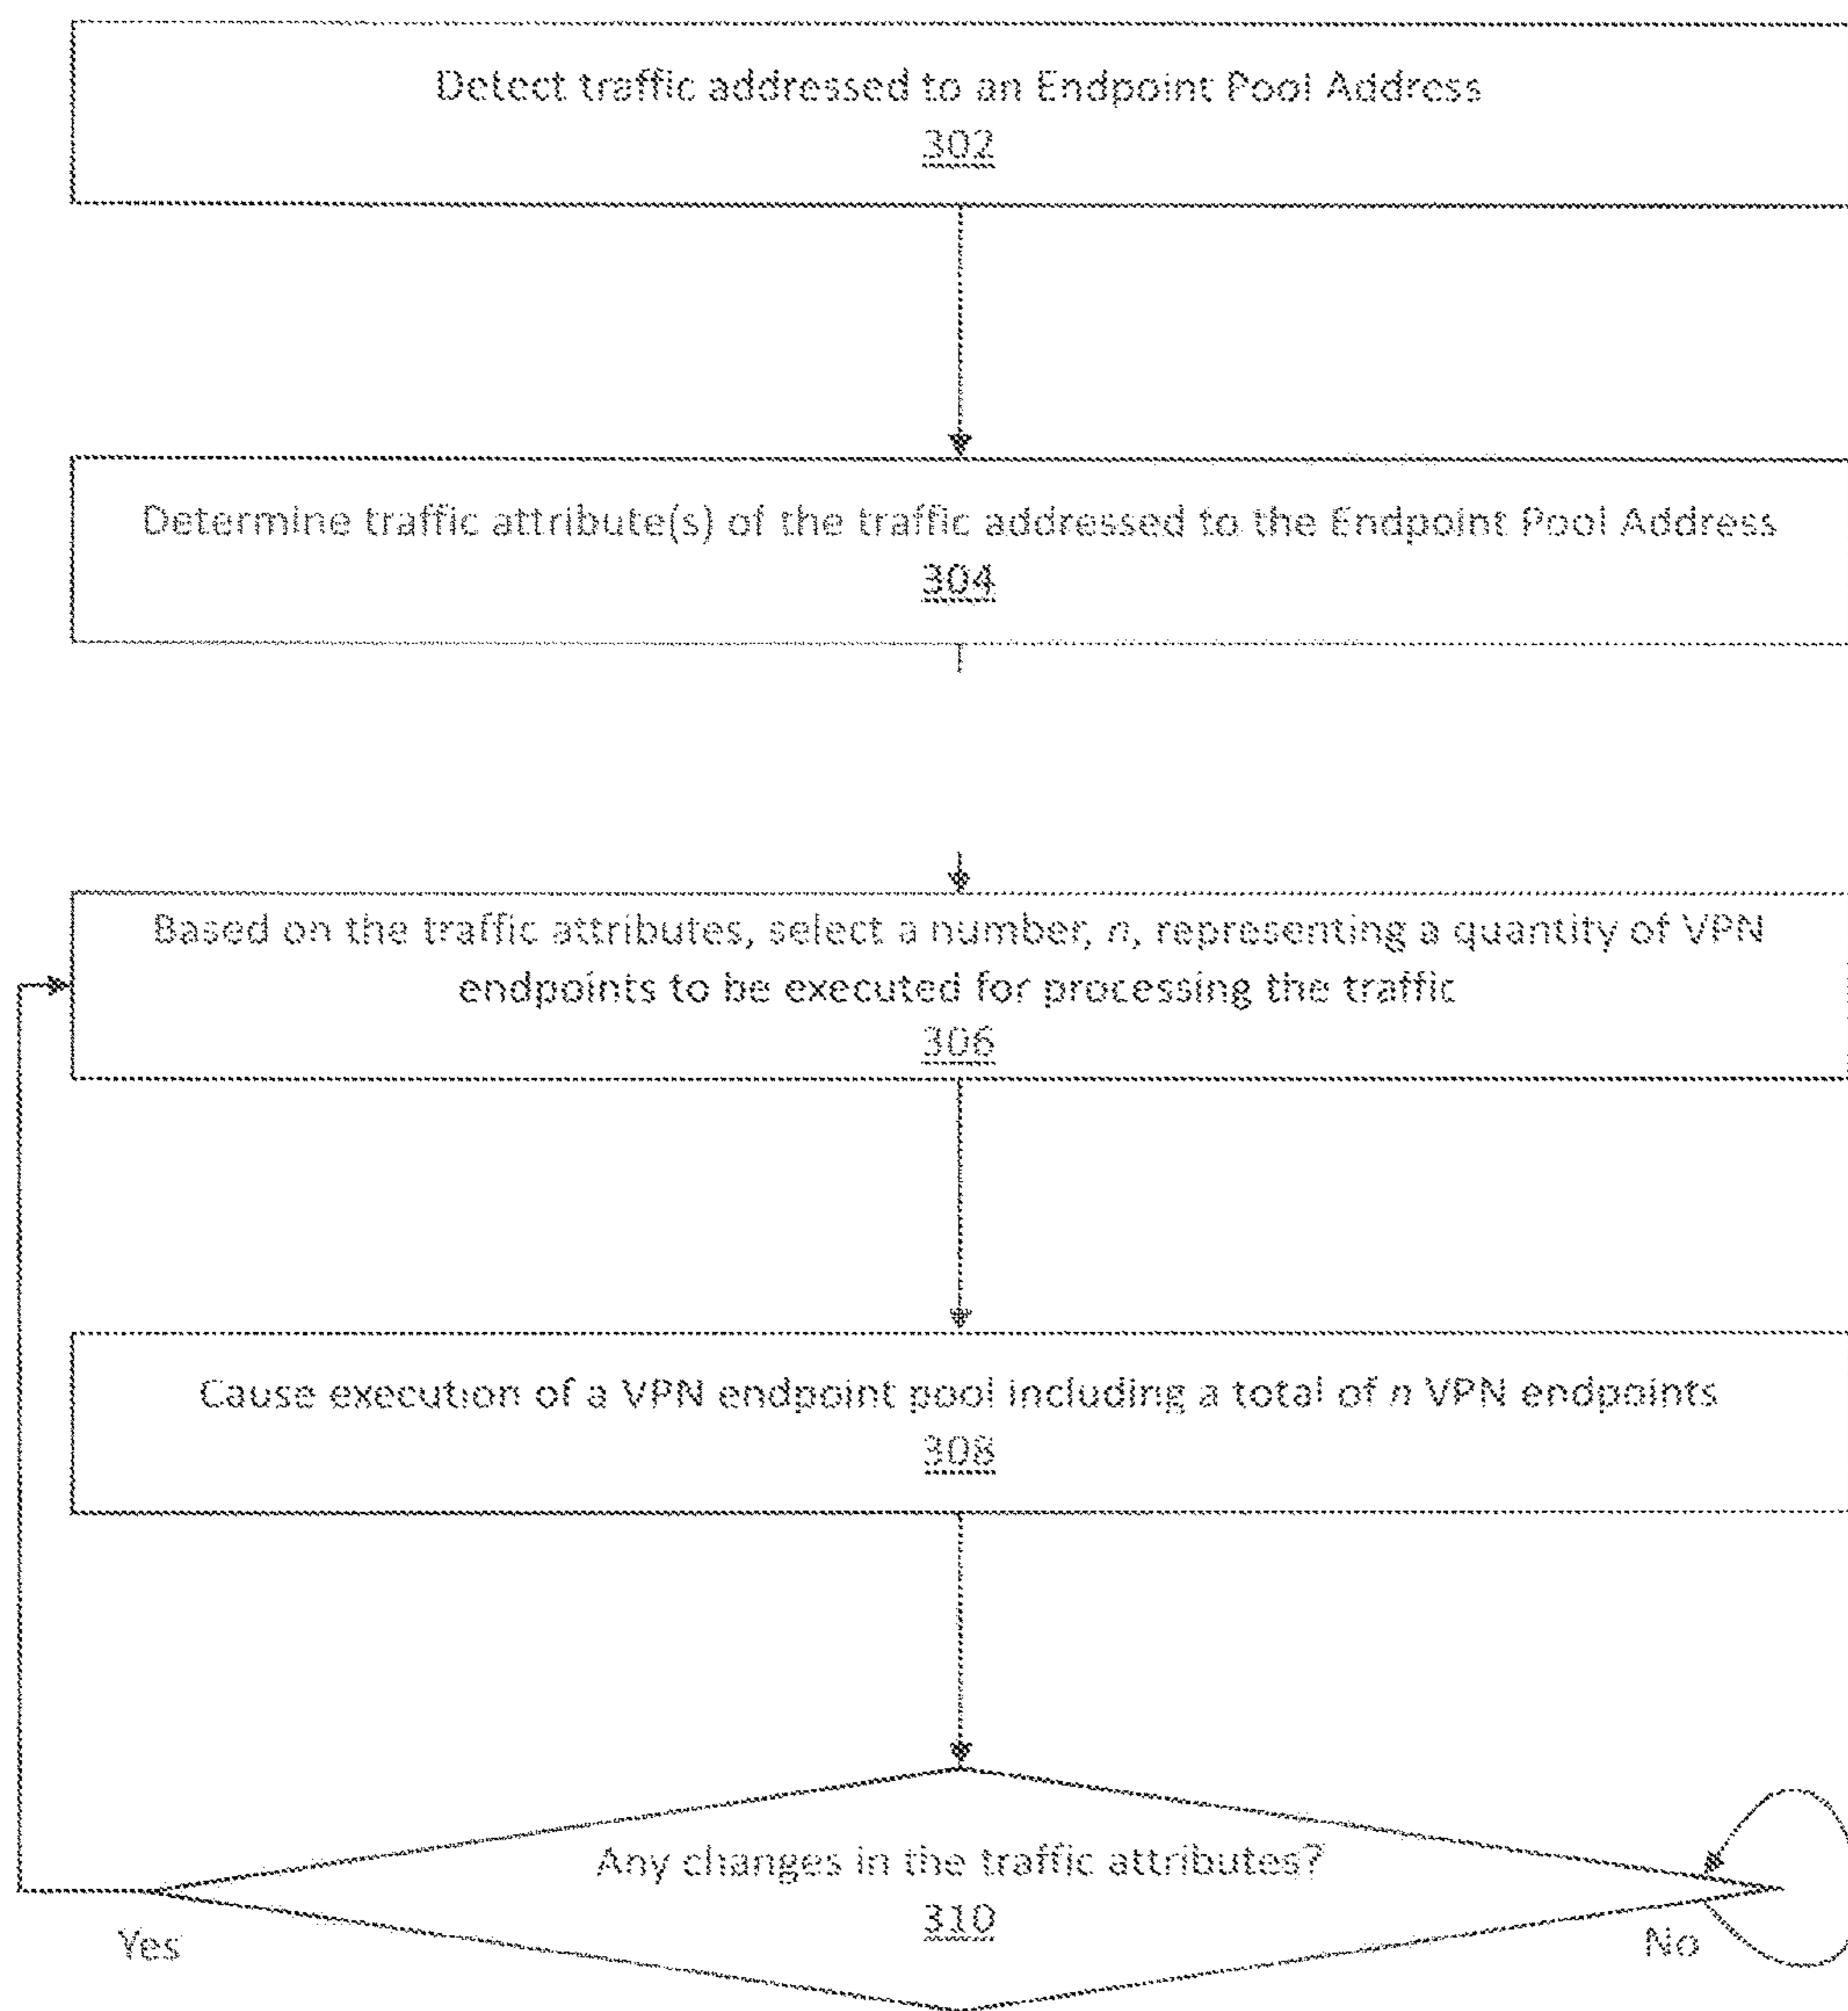 Detect traffic addressed to an Endpoint Pool Address
302
Determine traffic attribute(s) of the traffic addressed to the Endpoint Pool Address
304
Based on the traffic attributes, select a number, n, representing a quantity of VPN
endpoints to be executed for processing the traffic
306
Cause execution of a VPN endpoint pool including a total of n VPN endpoints
308
Any changes in the traffic attributes?
310
Yes
No